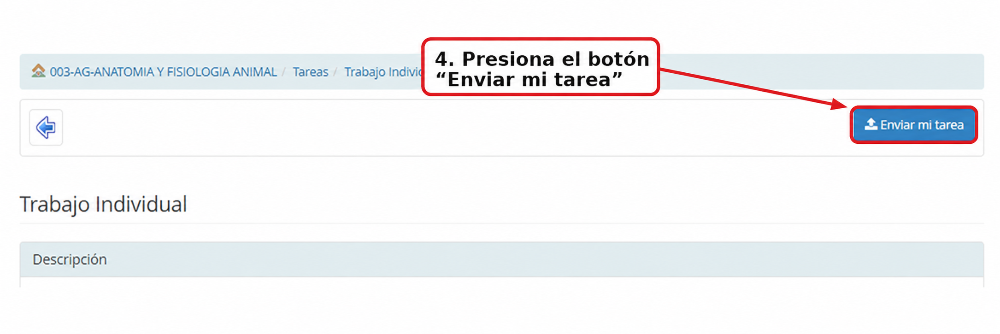 4. Presiona el botón
“Enviar mi tarea”
003-AG-ANATOMIA Y FISIOLOGIA ANIMAL / Tareas / Trabajo
Enviar mi tarea
Trabajo Individual
Descripción